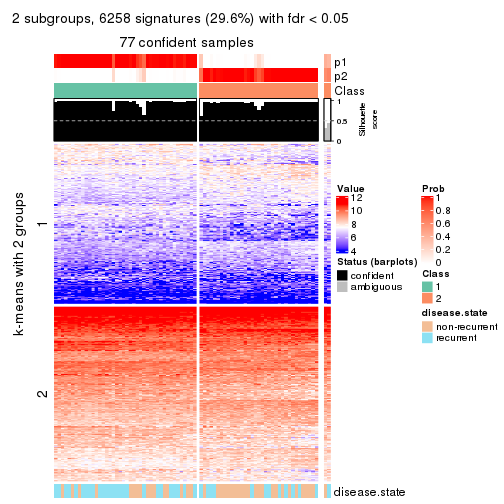 2 subgroups, 6258 signatures (29.6%) with fdr < 0.05
77 confident samples
p1
p2
Class
1
0.5
0
Silhouette
score
k-means with 2 groups
1
2
disease.state
Value
12
10
8
6
4
Status (barplots)
confident
ambiguous
Prob
1
0.8
0.6
0.4
0.2
0
Class
1
2
disease.state
non-recurrent
recurrent